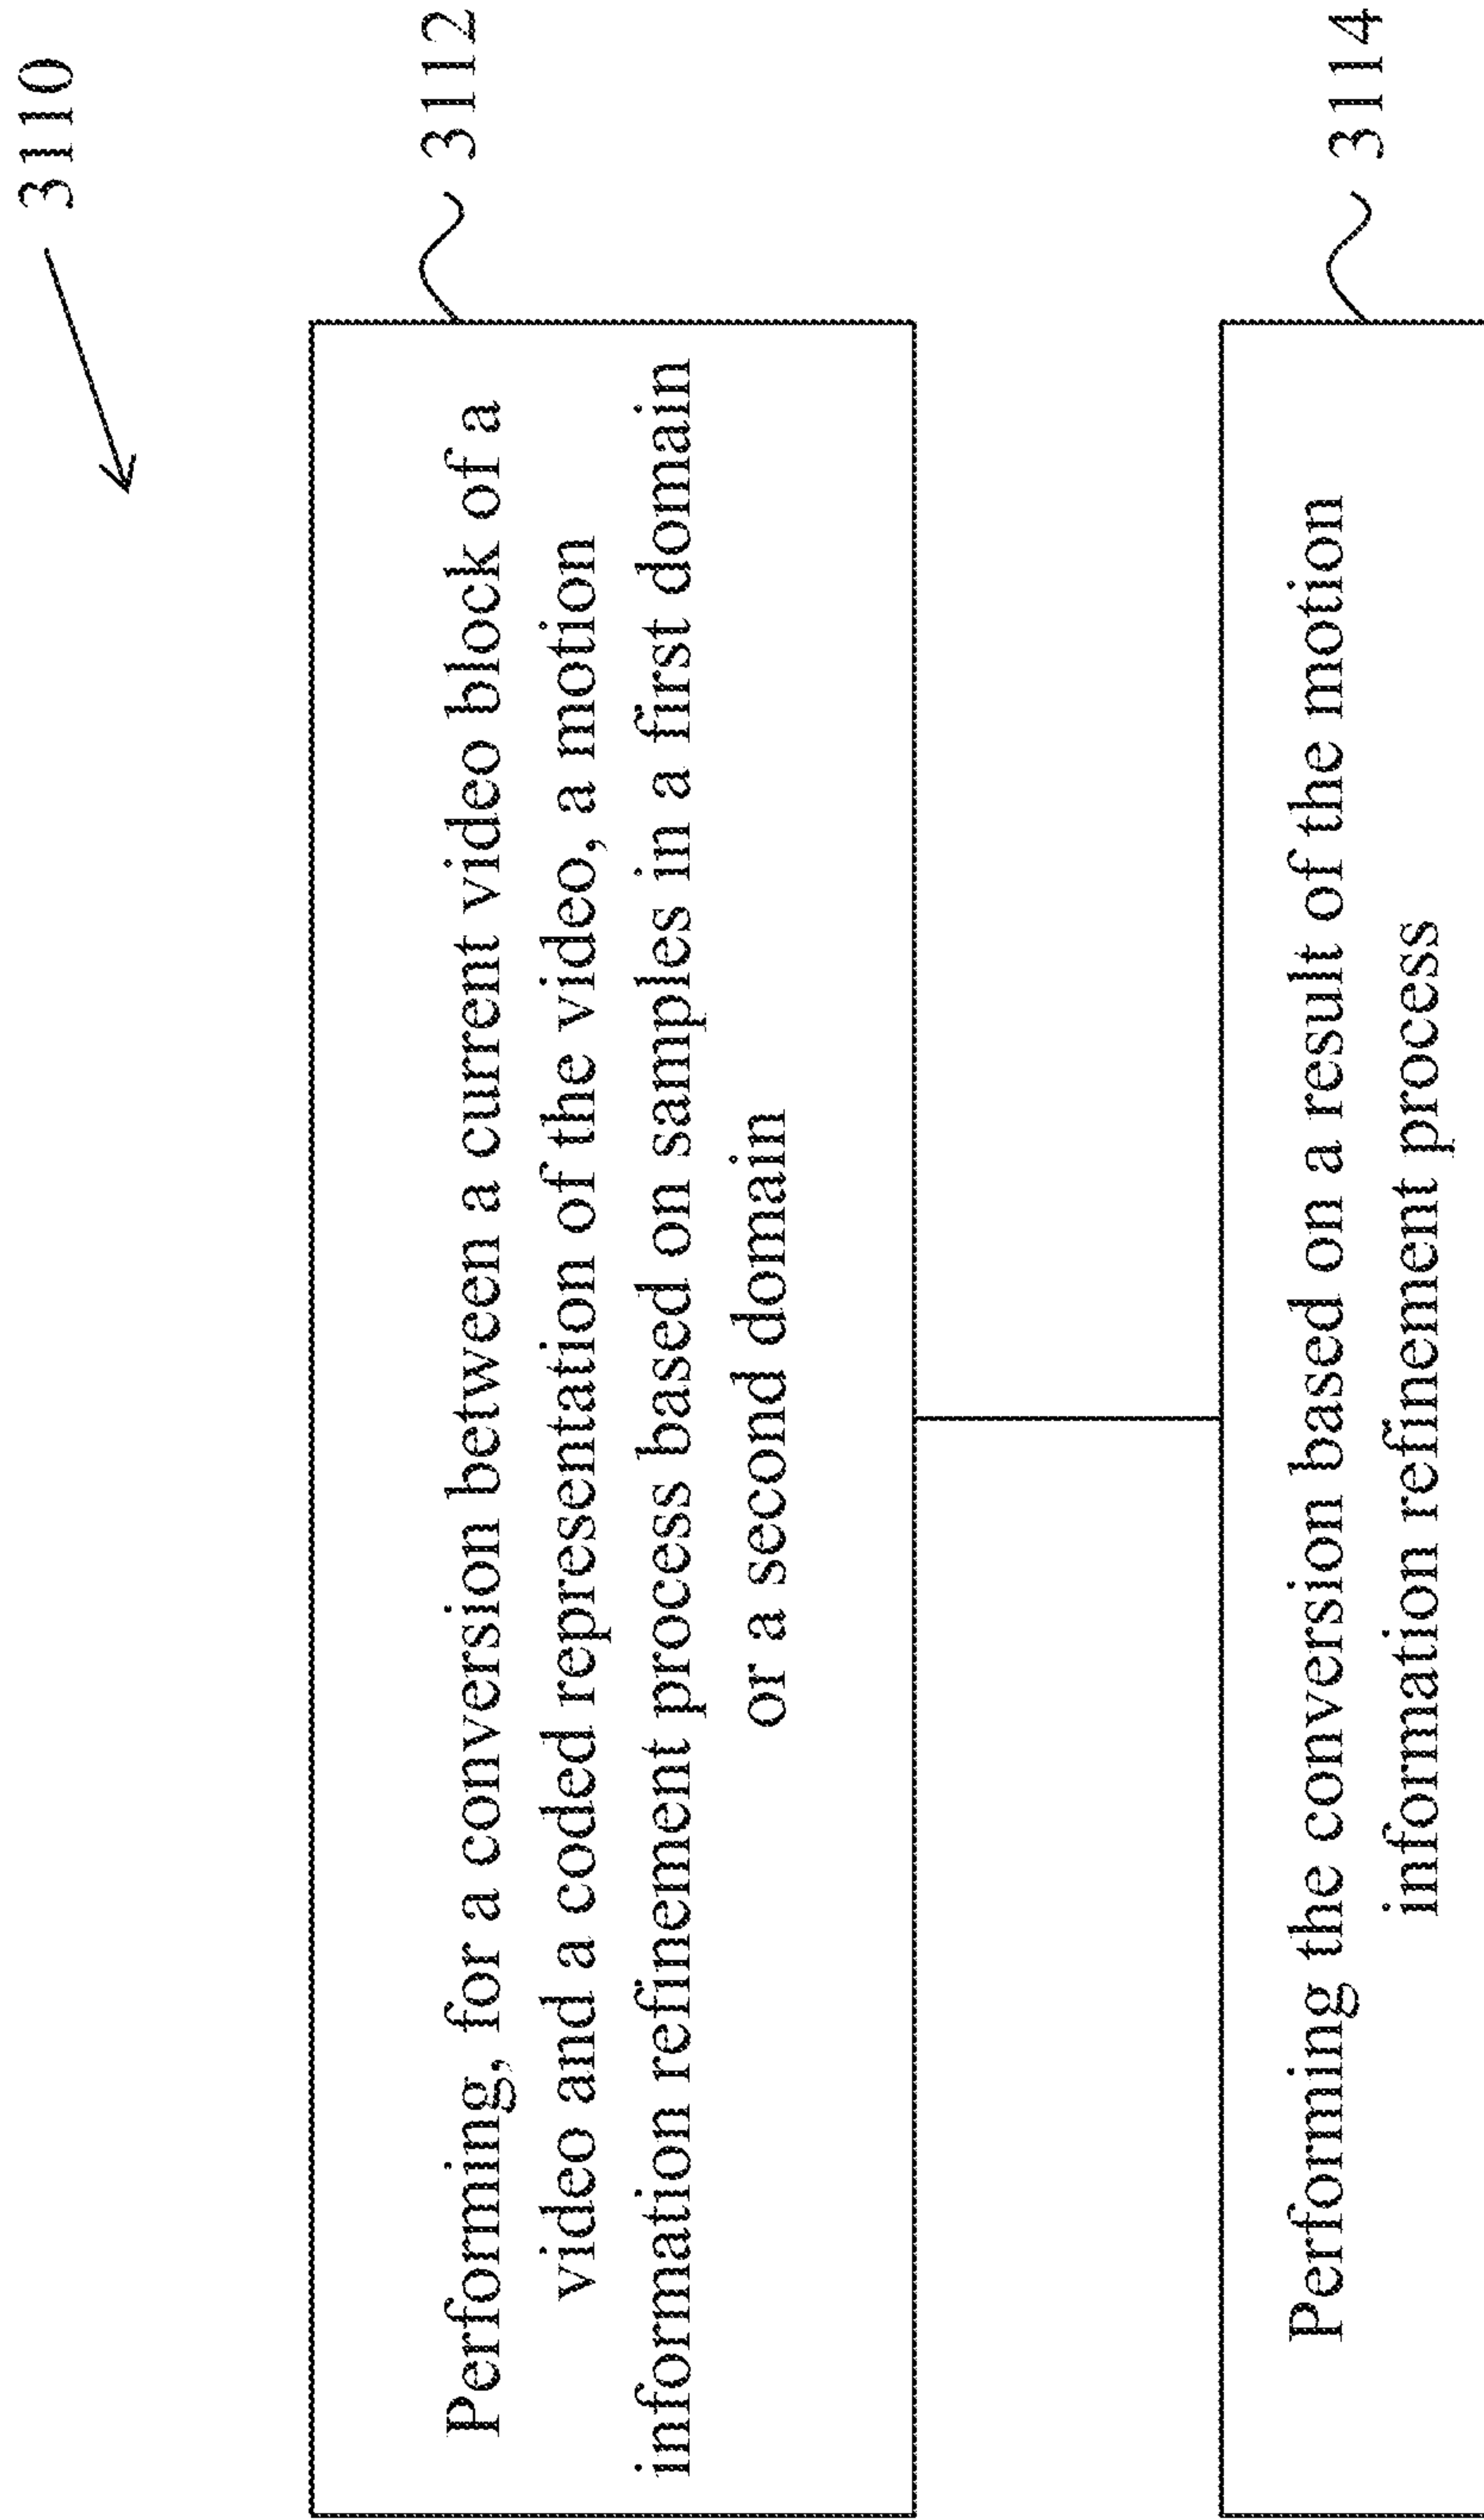 3110
Performing, for a conversion between a current video block of a
video and a coded representation of the video, a motion
information refinement process based on samples in a first domain
or a second domain
3112
Performing the conversion based on a result of the motion
information refinement process
3114